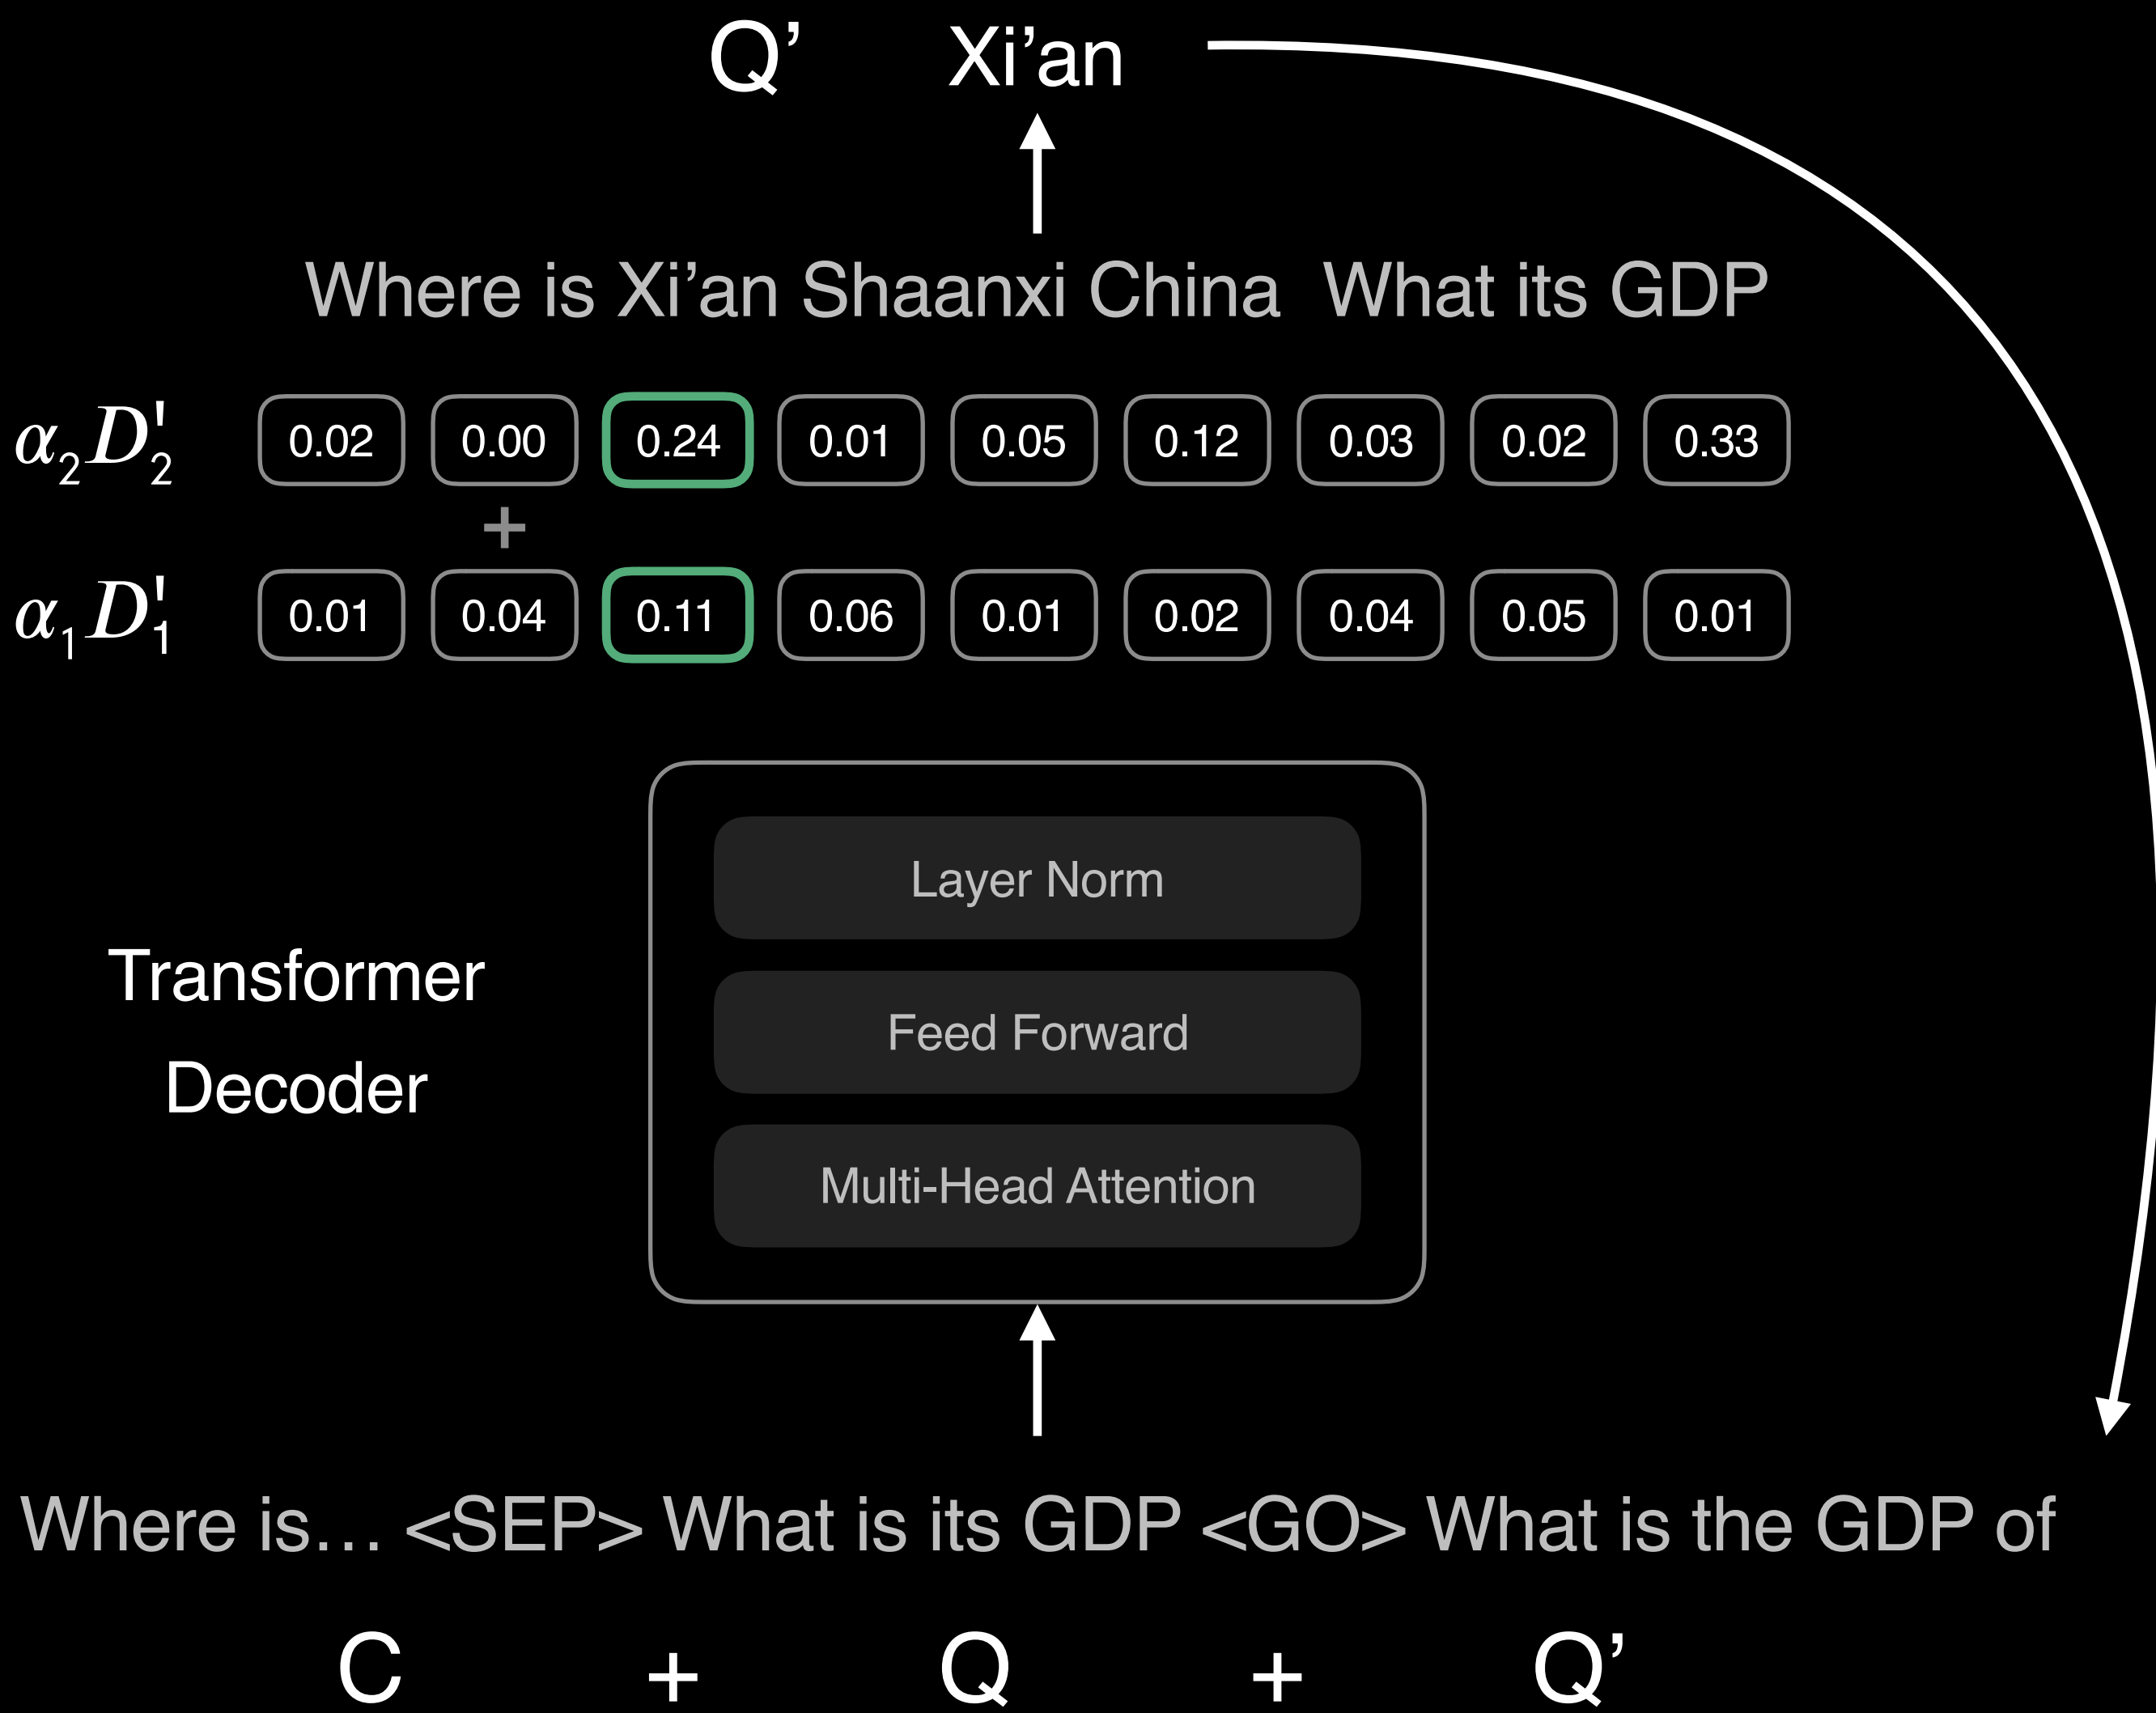 Q’ Xi’an
Where is Xi’an Shaanxi China What its GDP
α₂D'₂ 0.02 0.00 0.24 0.01 0.05 0.12 0.03 0.02 0.33
+
α₁D'₁ 0.01 0.04 0.11 0.06 0.01 0.02 0.04 0.05 0.01
Layer Norm
Transformer
Decoder
Feed Forward
Multi-Head Attention
Where is… <SEP> What is its GDP <GO> What is the GDP of
C + Q + Q’